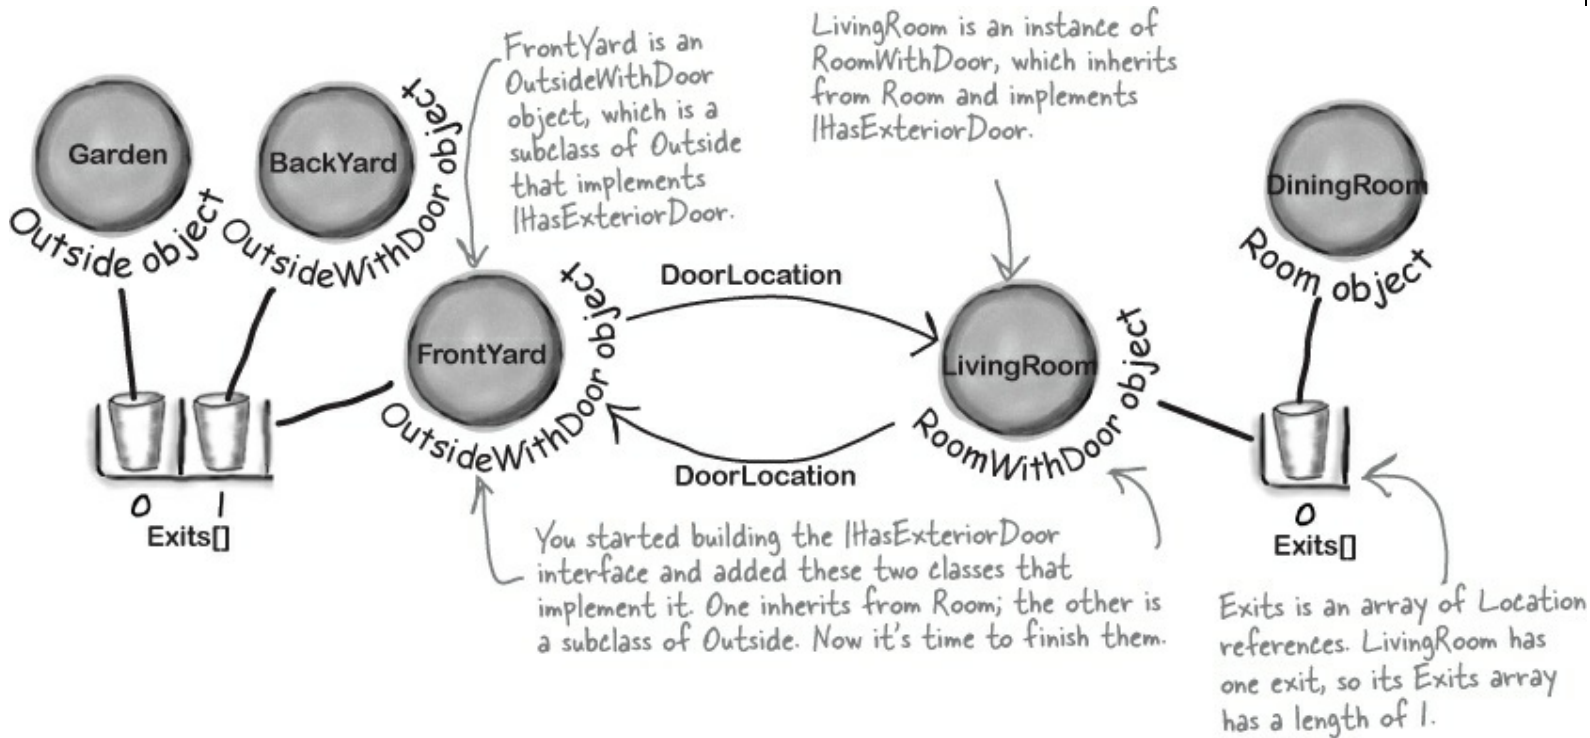 FrontYard is an
OutsideWithDoor
object, which is a
subclass of Outside
that implements
IHasExteriorDoor.
LivingRoom is an instance of
RoomWithDoor, which inherits
from Room and implements
IHasExteriorDoor.
Garden
Outside object
BackYard
OutsideWithDoor object
DiningRoom
Room object
FrontYard
OutsideWithDoor object
DoorLocation
LivingRoom
RoomWithDoor object
DoorLocation
0 1
Exits[]
0
Exits[]
You started building the IHasExteriorDoor
interface and added these two classes that
implement it. One inherits from Room; the other is
a subclass of Outside. Now it's time to finish them.
Exits is an array of Location
references. LivingRoom has
one exit, so its Exits array
has a length of 1.